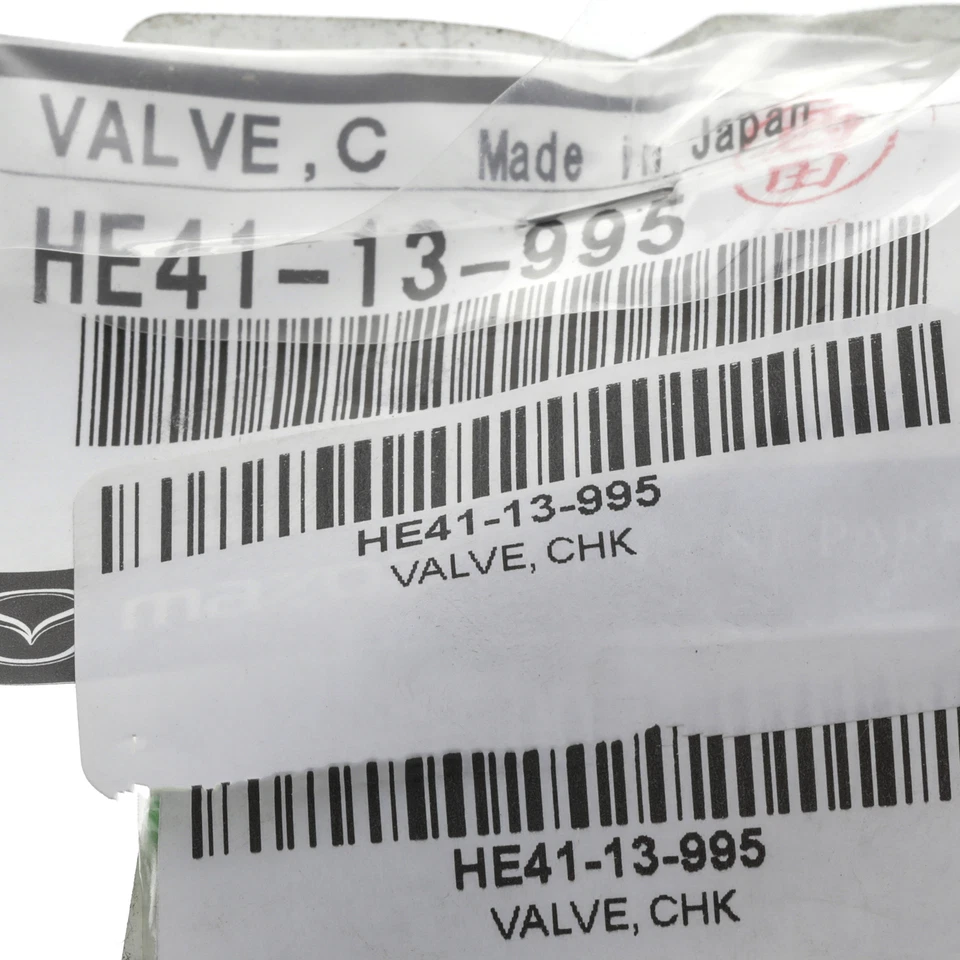 VALVE,C Made in Japan
HE41-13-995
HE41-13-995
VALVE, CHK
HE41-13-995
VALVE, CHK